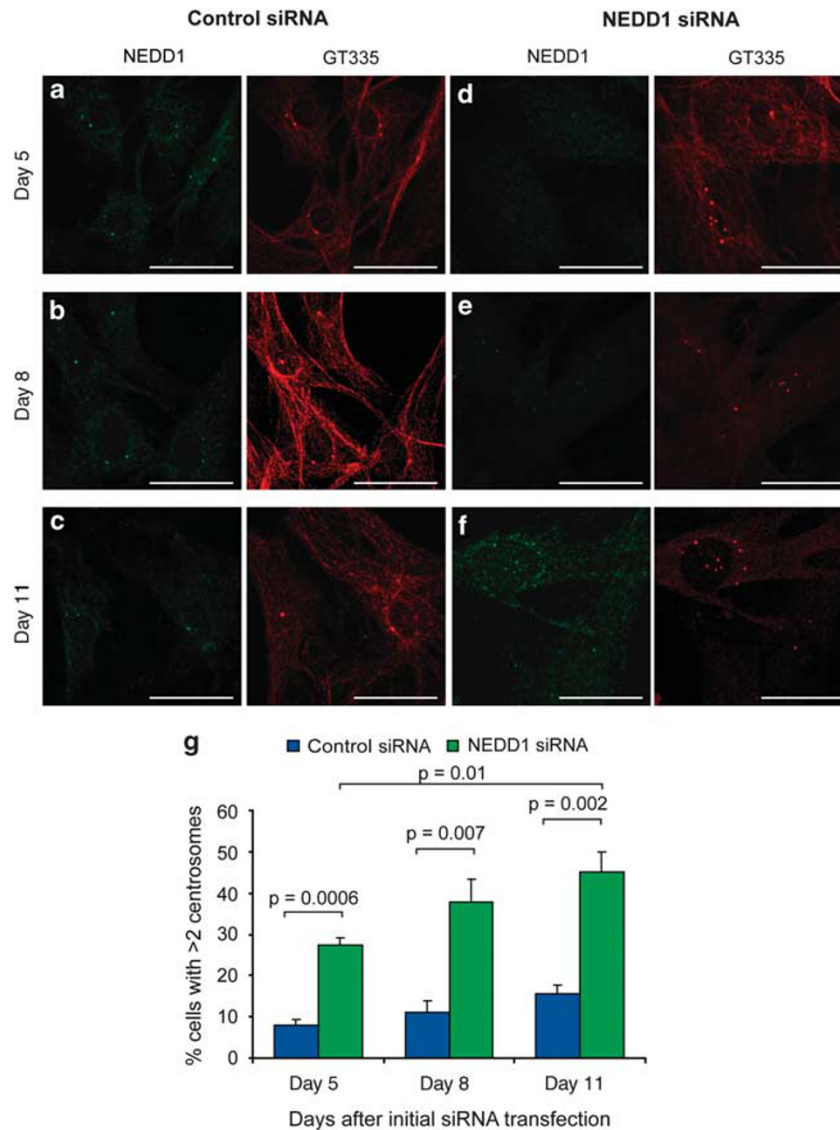 Control siRNA NEDD1 siRNA
NEDD1 GT335 NEDD1 GT335
a d
Day 5
b e
Day 8
c f
Day 11
g
Control siRNA NEDD1 siRNA
p = 0.01
p = 0.002
p = 0.007
p = 0.0006
% cells with >2 centrosomes
60
50
40
30
20
10
0
Day 5 Day 8 Day 11
Days after initial siRNA transfection